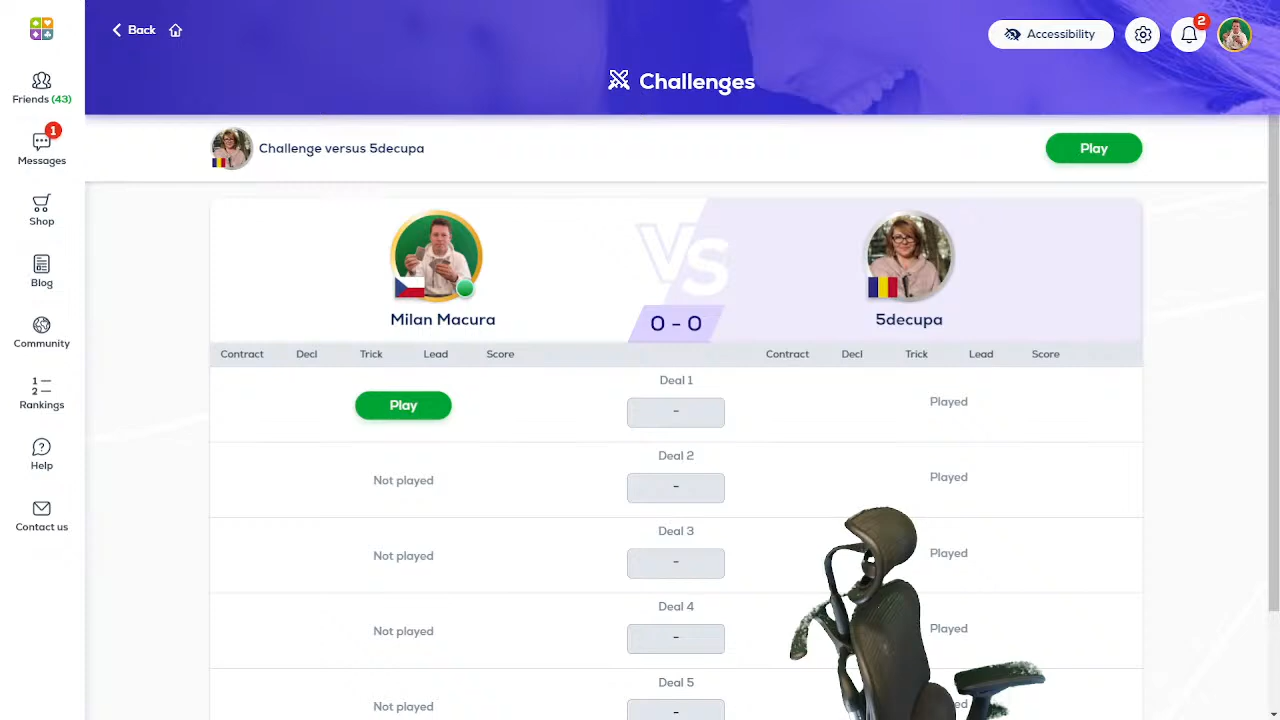 Back
Accessibility
2
Challenges
Friends (43)
1
Messages
Shop
Blog
Community
1
2
Rankings
?
Help
Contact us
Challenge versus 5decupa
Play
VS
Milan Macura
0 - 0
5decupa
Contract Decl Trick Lead Score
Contract Decl Trick Lead Score
Play
Deal 1
-
Played
Not played
Deal 2
-
Played
Not played
Deal 3
-
Played
Not played
Deal 4
-
Played
Not played
Deal 5
-